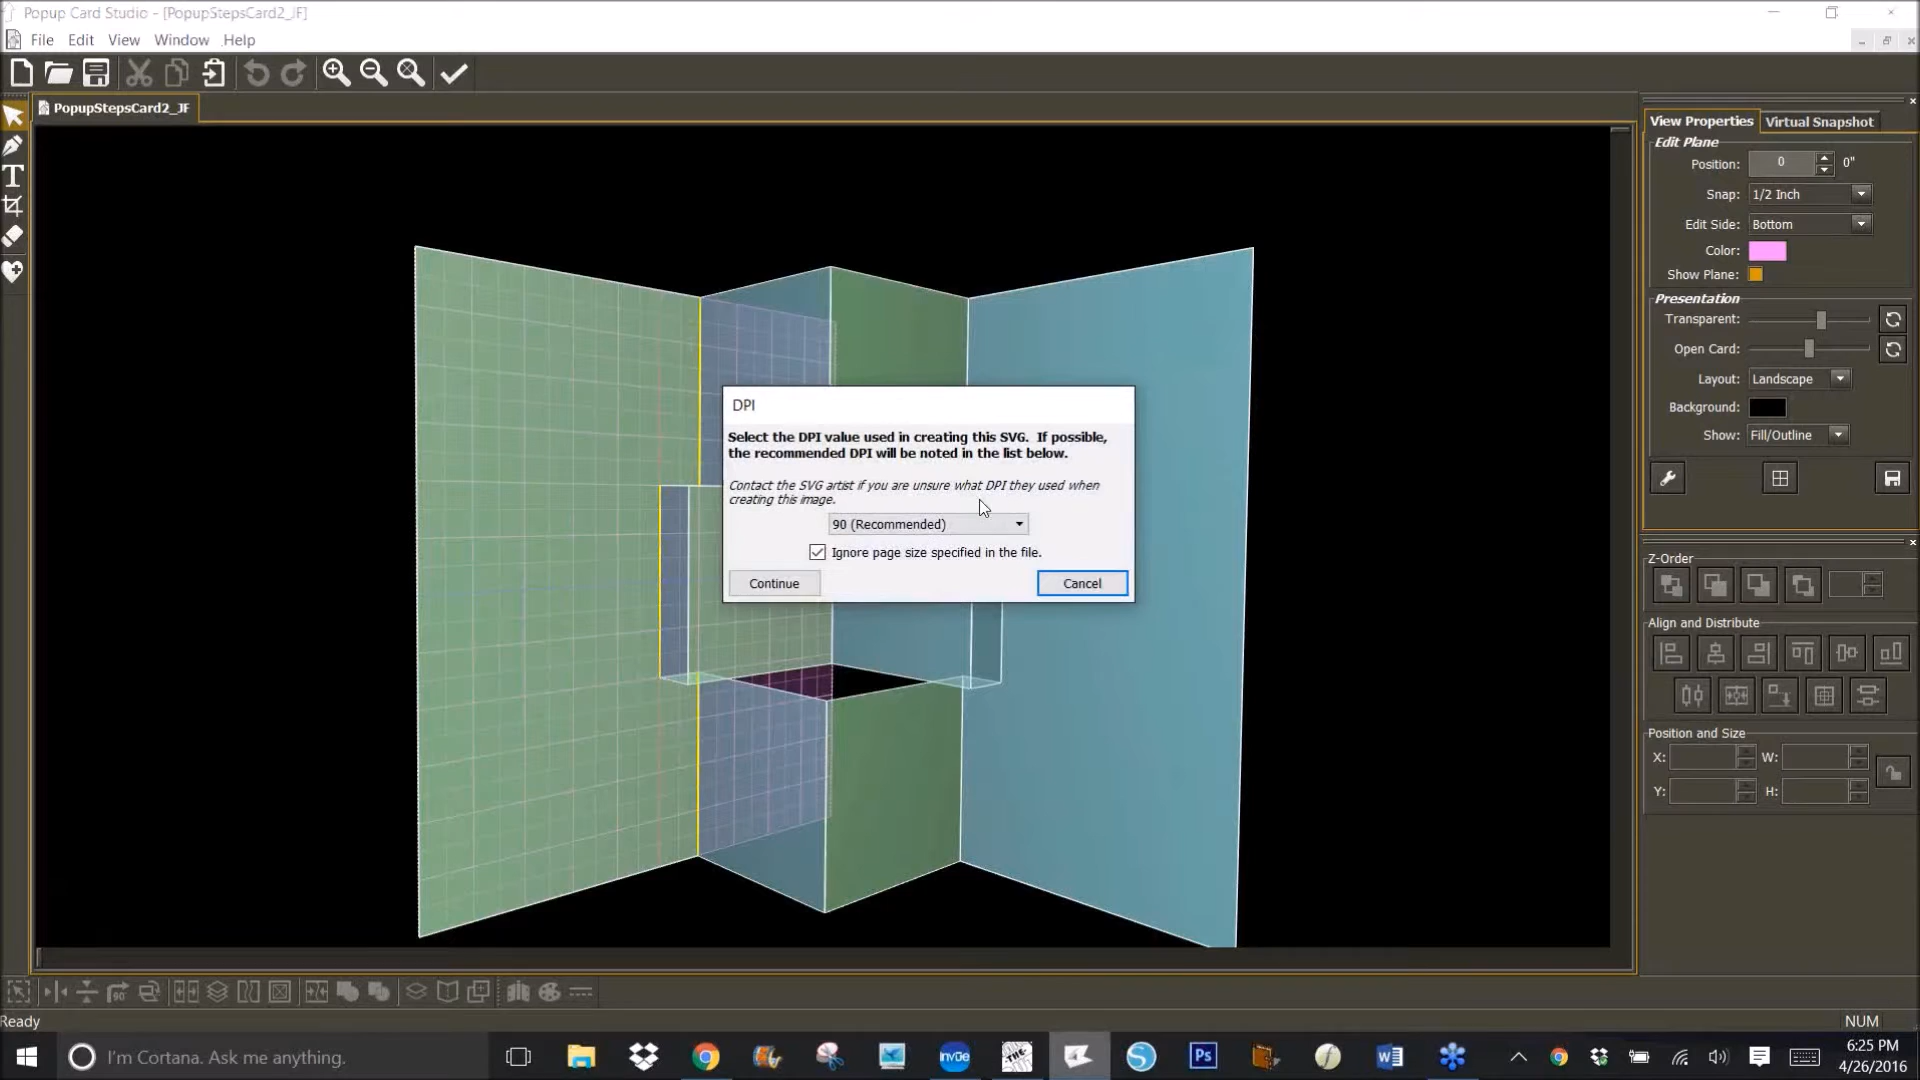 Popup Card Studio - [PopupStepsCard2_JF]
File Edit View Window Help
PopupStepsCard2_JF
T
View Properties Virtual Snapshot
Edit Plane
Position: 0 0"
Snap: 1/2 Inch
Edit Side: Bottom
Color:
Show Plane:
Presentation
Transparent:
Open Card:
Layout: Landscape
Background:
Show: Fill/Outline
DPI
Select the DPI value used in creating this SVG. If possible,
the recommended DPI will be noted in the list below.
Contact the SVG artist if you are unsure what DPI they used when
creating this image.
90 (Recommended)
Ignore page size specified in the file.
Continue Cancel
Z-Order
Align and Distribute
Position and Size
X: W:
Y: H:
90
Ready
NUM
I'm Cortana. Ask me anything.
Ps
6:25 PM
4/26/2016